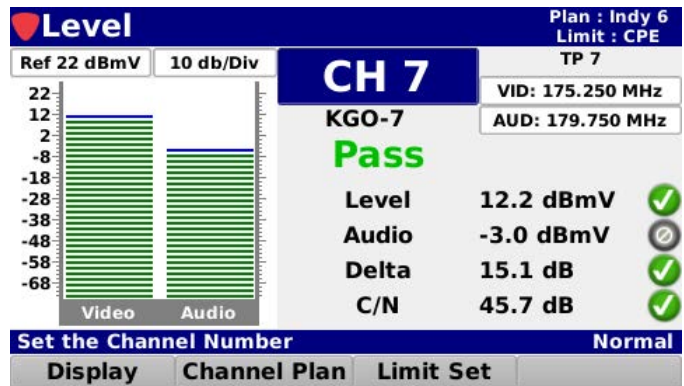 Level
Plan : Indy 6
Limit : CPE
Ref 22 dBmV
10 db/Div
CH 7
TP 7
VID: 175.250 MHz
KGO-7
AUD: 179.750 MHz
Pass
22
12
2
-8
-18
-28
-38
-48
-58
-68
Video Audio
Level 12.2 dBmV
Audio -3.0 dBmV
Delta 15.1 dB
C/N 45.7 dB
Set the Channel Number Normal
Display Channel Plan Limit Set